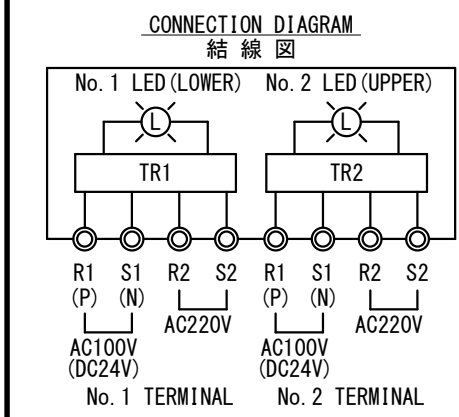 CONNECTION DIAGRAM
結 線 図
No. 1 LED(LOWER) No. 2 LED(UPPER)
L L
TR1 TR2
R1 S1 R2 S2 R1 S1 R2 S2
(P) (N) (P) (N)
AC220V AC220V
AC100V AC100V
(DC24V) (DC24V)
No. 1 TERMINAL No. 2 TERMINAL